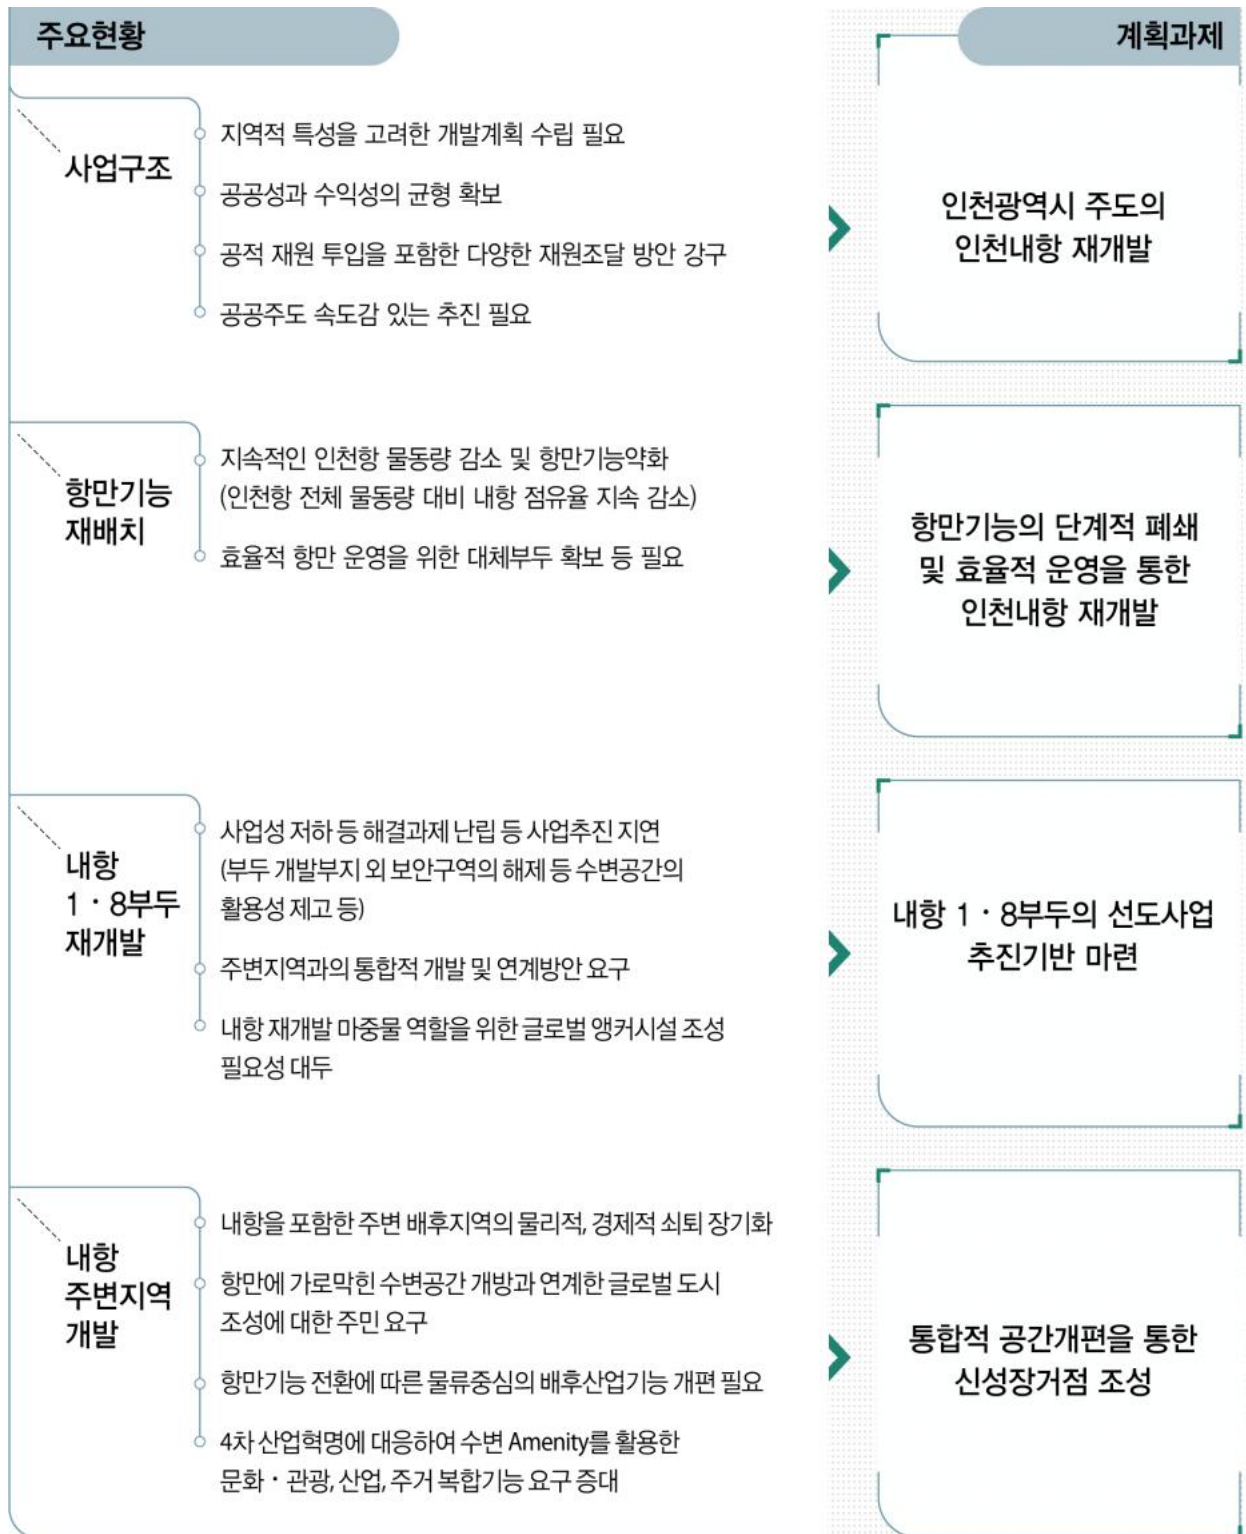 주요현황
계획과제
사업구조
지역적 특성을 고려한 개발계획 수립 필요
공공성과 수익성의 균형 확보
공적 재원 투입을 포함한 다양한 재원조달 방안 강구
공공주도 속도감 있는 추진 필요
인천광역시 주도의
인천내항 재개발
항만기능
재배치
지속적인 인천항 물동량 감소 및 항만기능약화
(인천항 전체 물동량 대비 내항 점유율 지속 감소)
효율적 항만 운영을 위한 대체부두 확보 등 필요
항만기능의 단계적 폐쇄
및 효율적 운영을 통한
인천내항 재개발
내항
1・8부두
재개발
사업성 저하 등 해결과제 난립 등 사업추진 지연
(부두 개발부지 외 보안구역의 해제 등 수변공간의
활용성 제고 등)
주변지역과의 통합적 개발 및 연계방안 요구
내항 재개발 마중물 역할을 위한 글로벌 앵커시설 조성
필요성 대두
내항 1・8부두의 선도사업
추진기반 마련
내항
주변지역
개발
내항을 포함한 주변 배후지역의 물리적, 경제적 쇠퇴 장기화
항만에 가로막힌 수변공간 개방과 연계한 글로벌 도시
조성에 대한 주민 요구
항만기능 전환에 따른 물류중심의 배후산업기능 개편 필요
4차 산업혁명에 대응하여 수변 Amenity를 활용한
문화・관광, 산업, 주거 복합기능 요구 증대
통합적 공간개편을 통한
신성장거점 조성